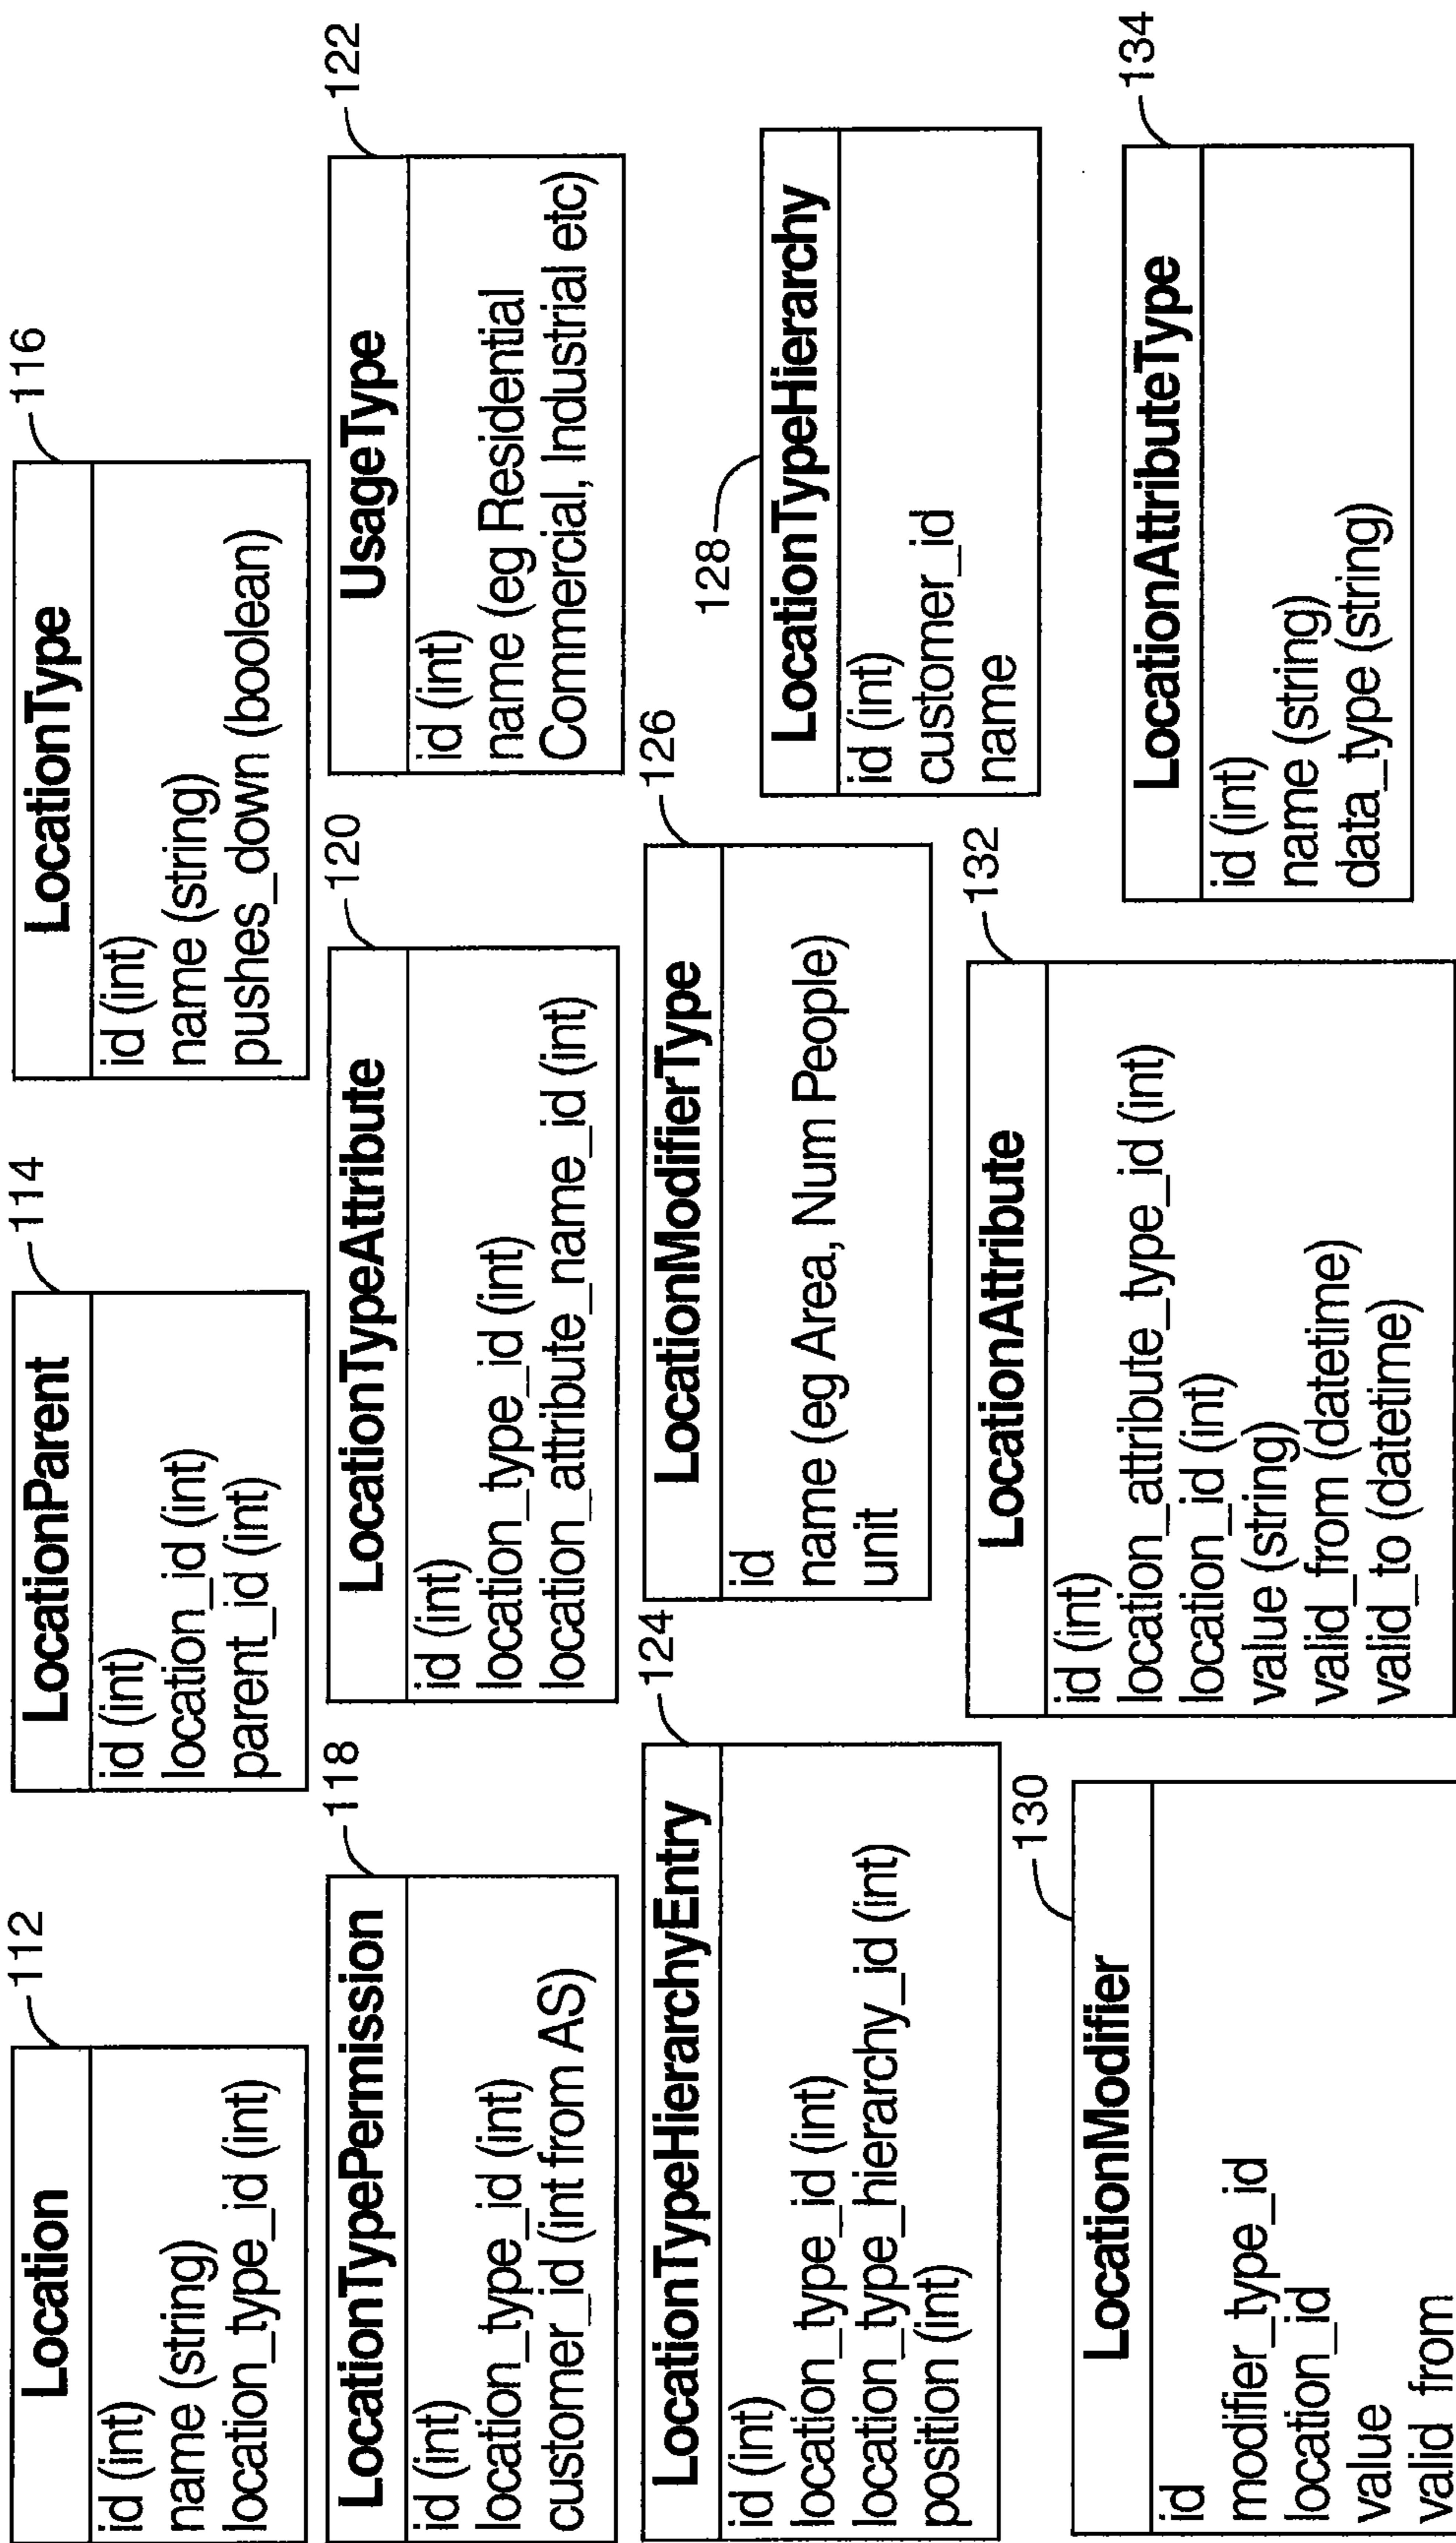 112
Location
id (int)
name (string)
location_type_id (int)
114
LocationParent
id (int)
location_id (int)
parent_id (int)
116
LocationType
id (int)
name (string)
pushes_down (boolean)
118
LocationTypePermission
id (int)
location_type_id (int)
customer_id (int from AS)
120
LocationTypeAttribute
id (int)
location_type_id (int)
location_attribute_name_id (int)
122
UsageType
id (int)
name (eg Residential
Commercial, Industrial etc)
124
LocationTypeHierarchyEntry
id (int)
location_type_id (int)
location_type_hierarchy_id (int)
position (int)
126
LocationModifierType
id
name (eg Area, Num People)
unit
128
LocationTypeHierarchy
id (int)
customer_id
name
130
LocationModifier
id
modifier_type_id
location_id
value
valid_from
132
LocationAttribute
id (int)
location_attribute_type_id (int)
location_id (int)
value (string)
valid_from (datetime)
valid_to (datetime)
134
LocationAttributeType
id (int)
name (string)
data_type (string)